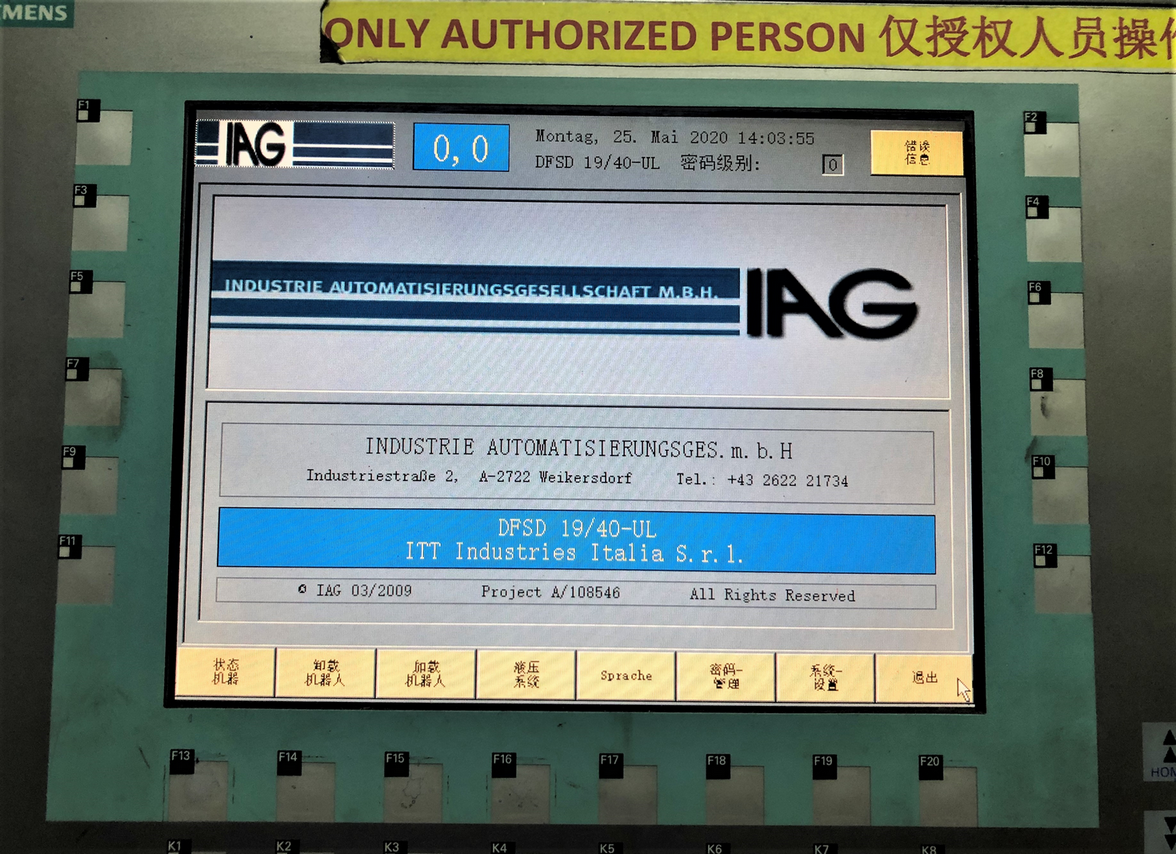 MENS
ONLY AUTHORIZED PERSON 仅授权人员操作
F1
F2
F3
F4
F5
F6
F7
F8
F9
F10
F11
F12
IAG
0,0
Montag, 25. Mai 2020 14:03:55
DFSD 19/40-UL 密码级别: 0
错误
信息
INDUSTRIE AUTOMATISIERUNGSGESELLSCHAFT M.B.H. IAG
INDUSTRIE AUTOMATISIERUNGSGES.m.b.H
Industriestraße 2, A-2722 Weikersdorf Tel.: +43 2622 21734
DFSD 19/40-UL
ITT Industries Italia S.r.l.
© IAG 03/2009 Project A/108546 All Rights Reserved
状态
机器
卸载
机器人
加载
机器人
液压
系统
Sprache
密码-
管理
系统-
设置
退出
F13 F14 F15 F16 F17 F18 F19 F20
HOM
K1 K2 K3 K4 K5 K6 K7 K8